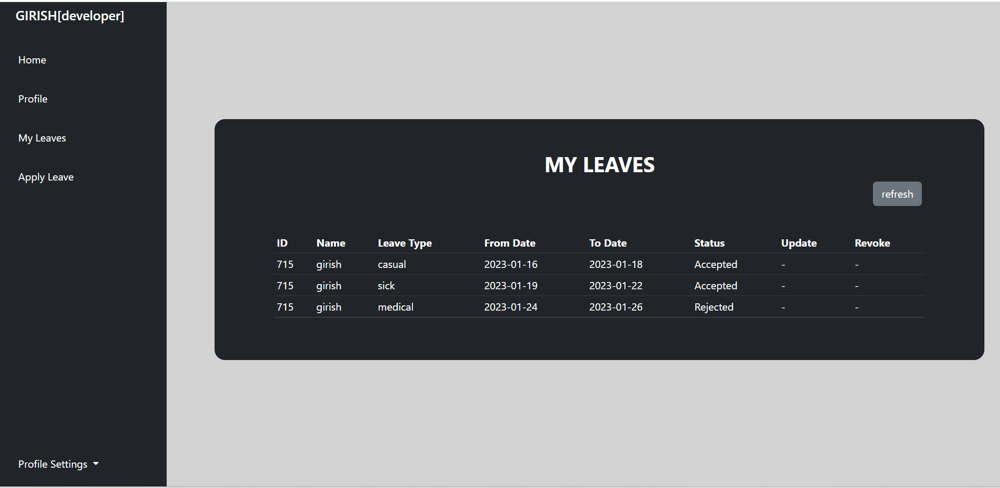 GIRISH[developer]
Home
Profile
My Leaves
Apply Leave
Profile Settings
MY LEAVES
refresh
ID Name Leave Type From Date To Date Status Update Revoke
715 girish casual 2023-01-16 2023-01-18 Accepted - -
715 girish sick 2023-01-19 2023-01-22 Accepted - -
715 girish medical 2023-01-24 2023-01-26 Rejected - -